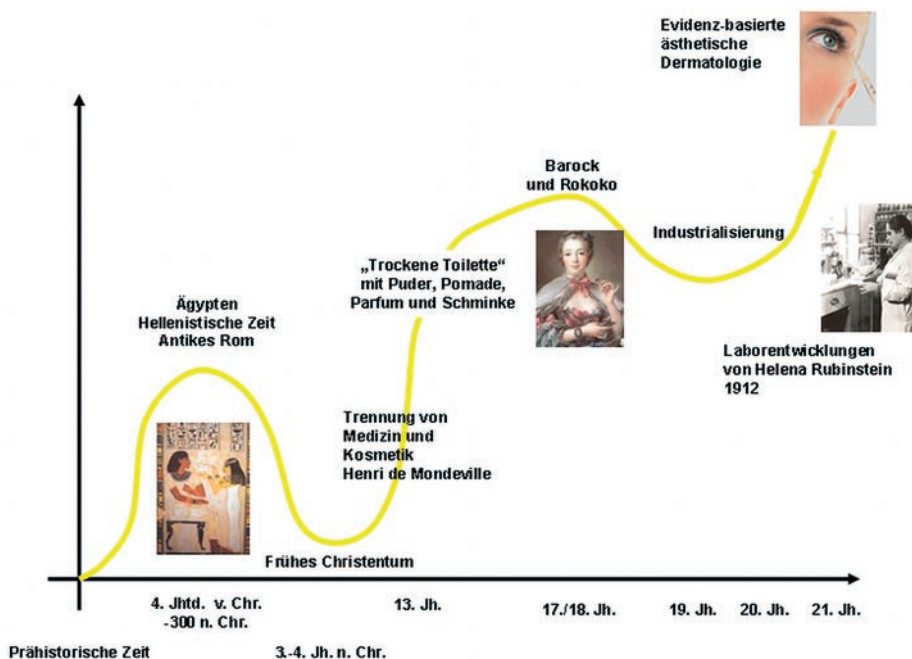 Evidenz-basierte
ästhetische
Dermatologie
Barock
und Rokoko
Industrialisierung
„Trockene Toilette“
mit Puder, Pomade,
Parfum und Schminke
Ägypten
Hellenistische Zeit
Antikes Rom
Laborentwicklungen
von Helena Rubinstein
1912
Trennung von
Medizin und
Kosmetik
Henri de Mondeville
Frühes Christentum
4. Jhtd. v. Chr.
-300 n. Chr.
13. Jh.
17./18. Jh.
19. Jh.
20. Jh.
21. Jh.
Prähistorische Zeit
3.-4. Jh. n. Chr.